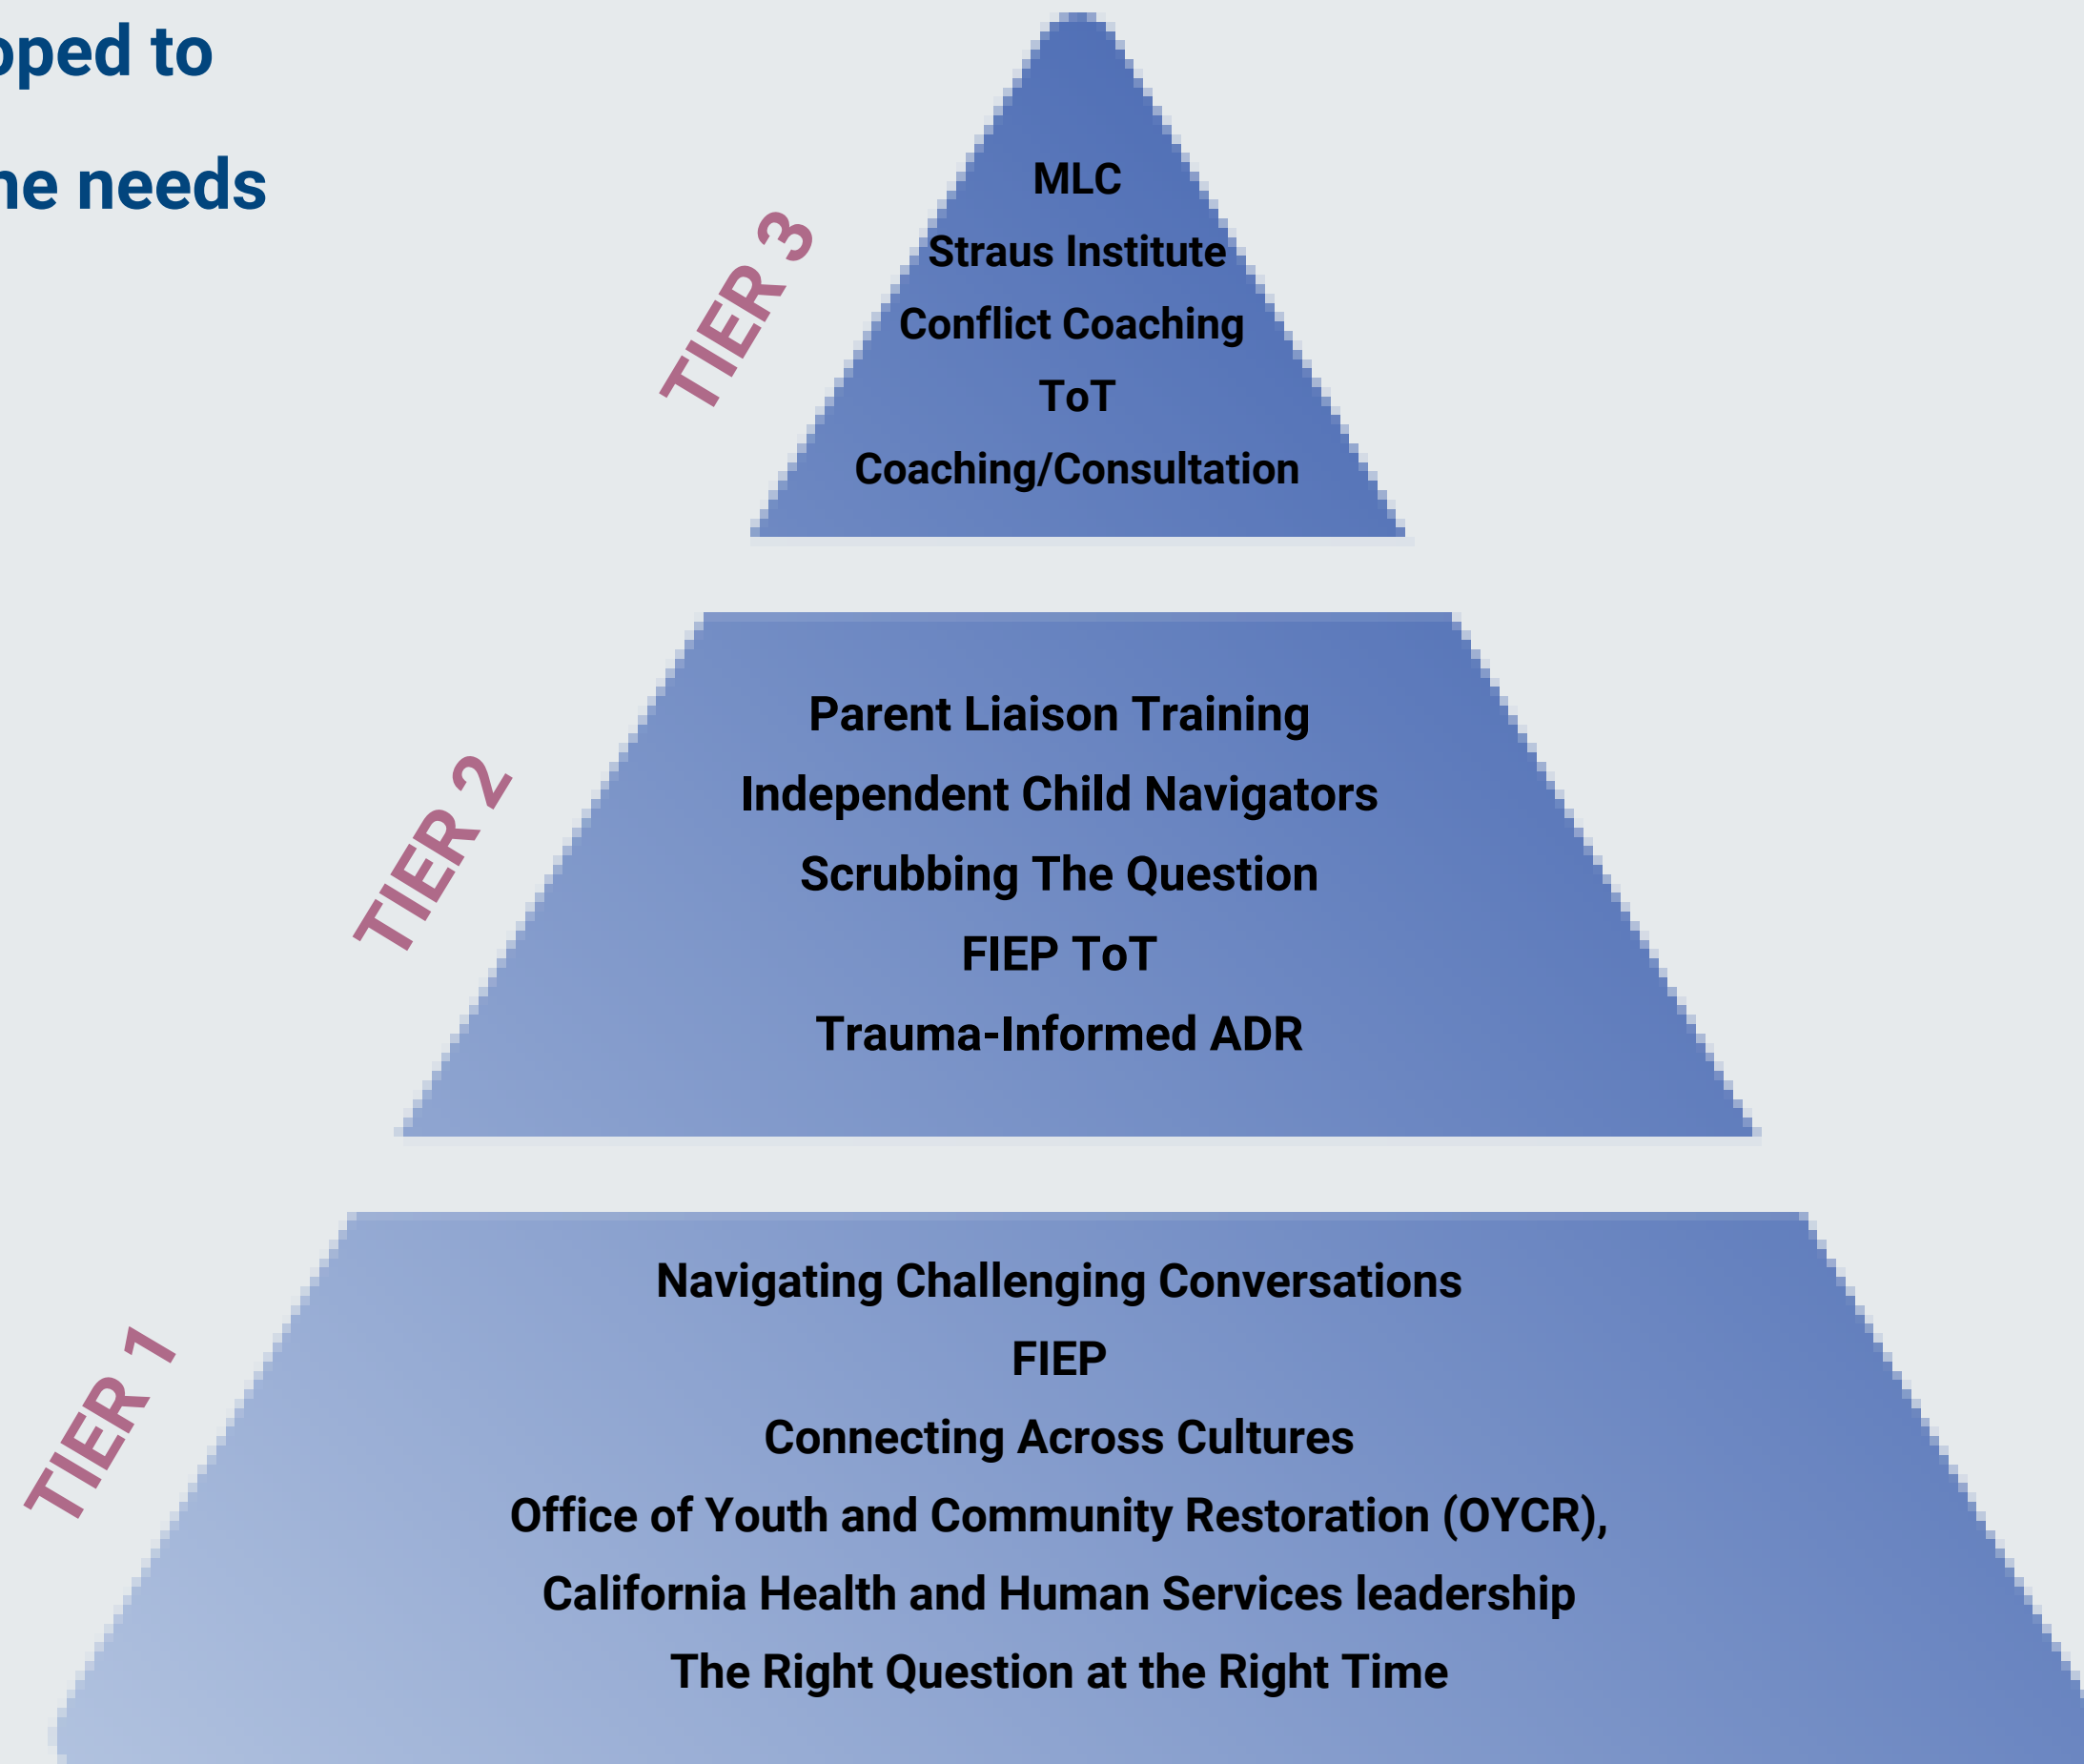 oped to
he needs
TIER 3
MLC
Straus Institute
Conflict Coaching
ToT
Coaching/Consultation
TIER 2
Parent Liaison Training
Independent Child Navigators
Scrubbing The Question
FIEP ToT
Trauma-Informed ADR
TIER 1
Navigating Challenging Conversations
FIEP
Connecting Across Cultures
Office of Youth and Community Restoration (OYCR),
California Health and Human Services leadership
The Right Question at the Right Time